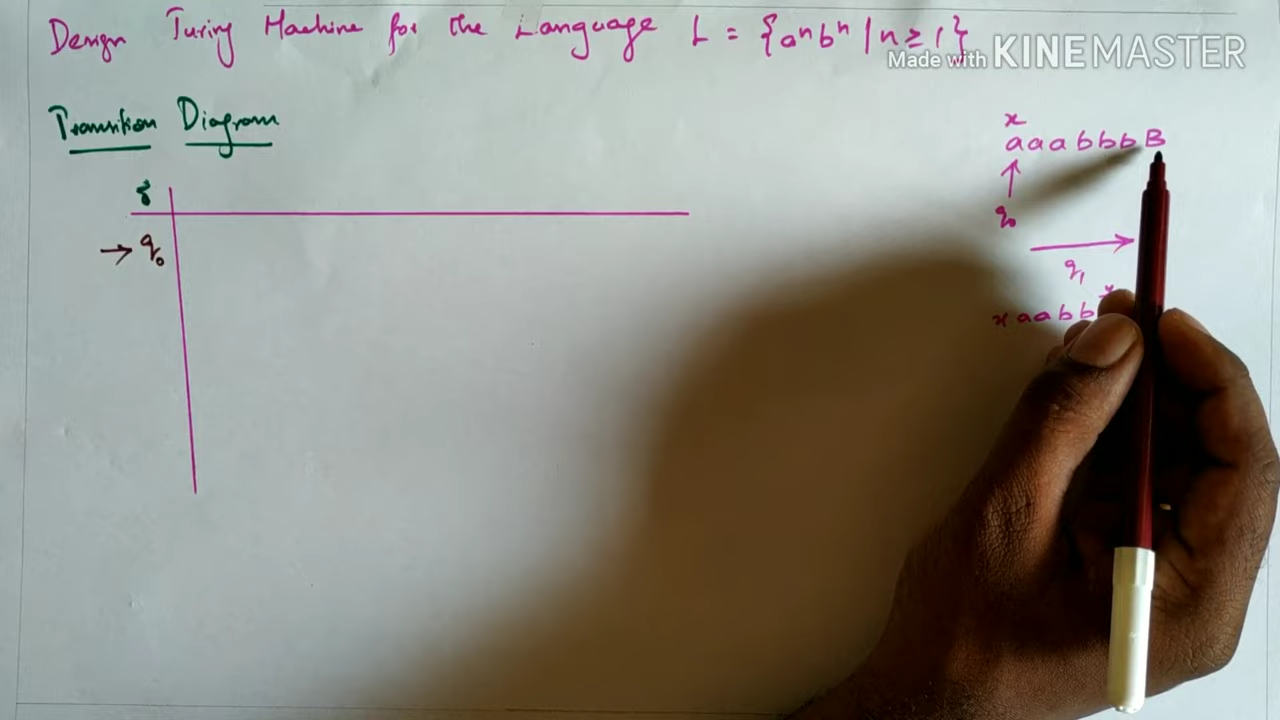 Design Turing Machine for the Language L = {aⁿbⁿ | n ≥ 1}
Made with KINEMASTER
Transition Diagram
x
aaabbbB
↑
δ
q₀
→ q₀
→
q₁
xaabb